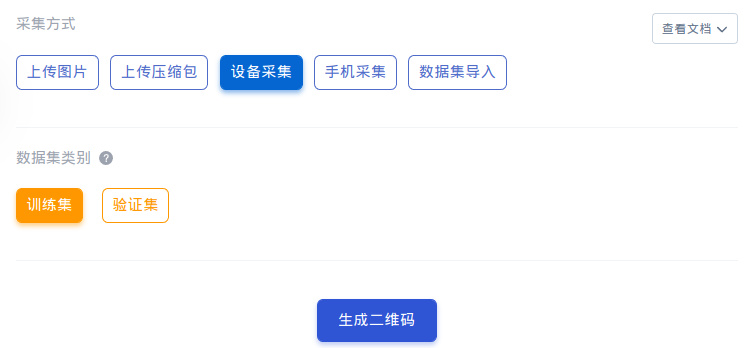 采集方式
查看文档
上传图片 上传压缩包 设备采集 手机采集 数据集导入
数据集类别 ?
训练集 验证集
生成二维码